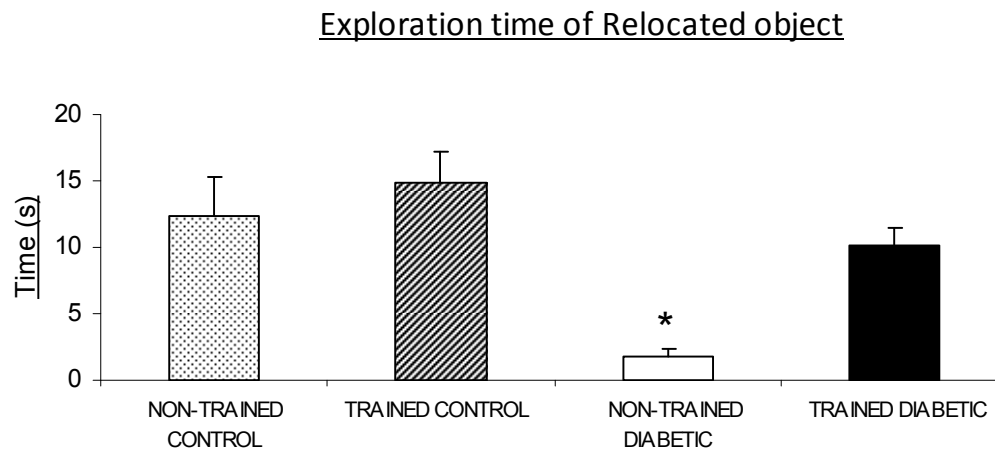 Exploration time of Relocated object
20
15
10
5
0
Time (s)
*
NON-TRAINED
CONTROL
TRAINED CONTROL
NON-TRAINED
DIABETIC
TRAINED DIABETIC